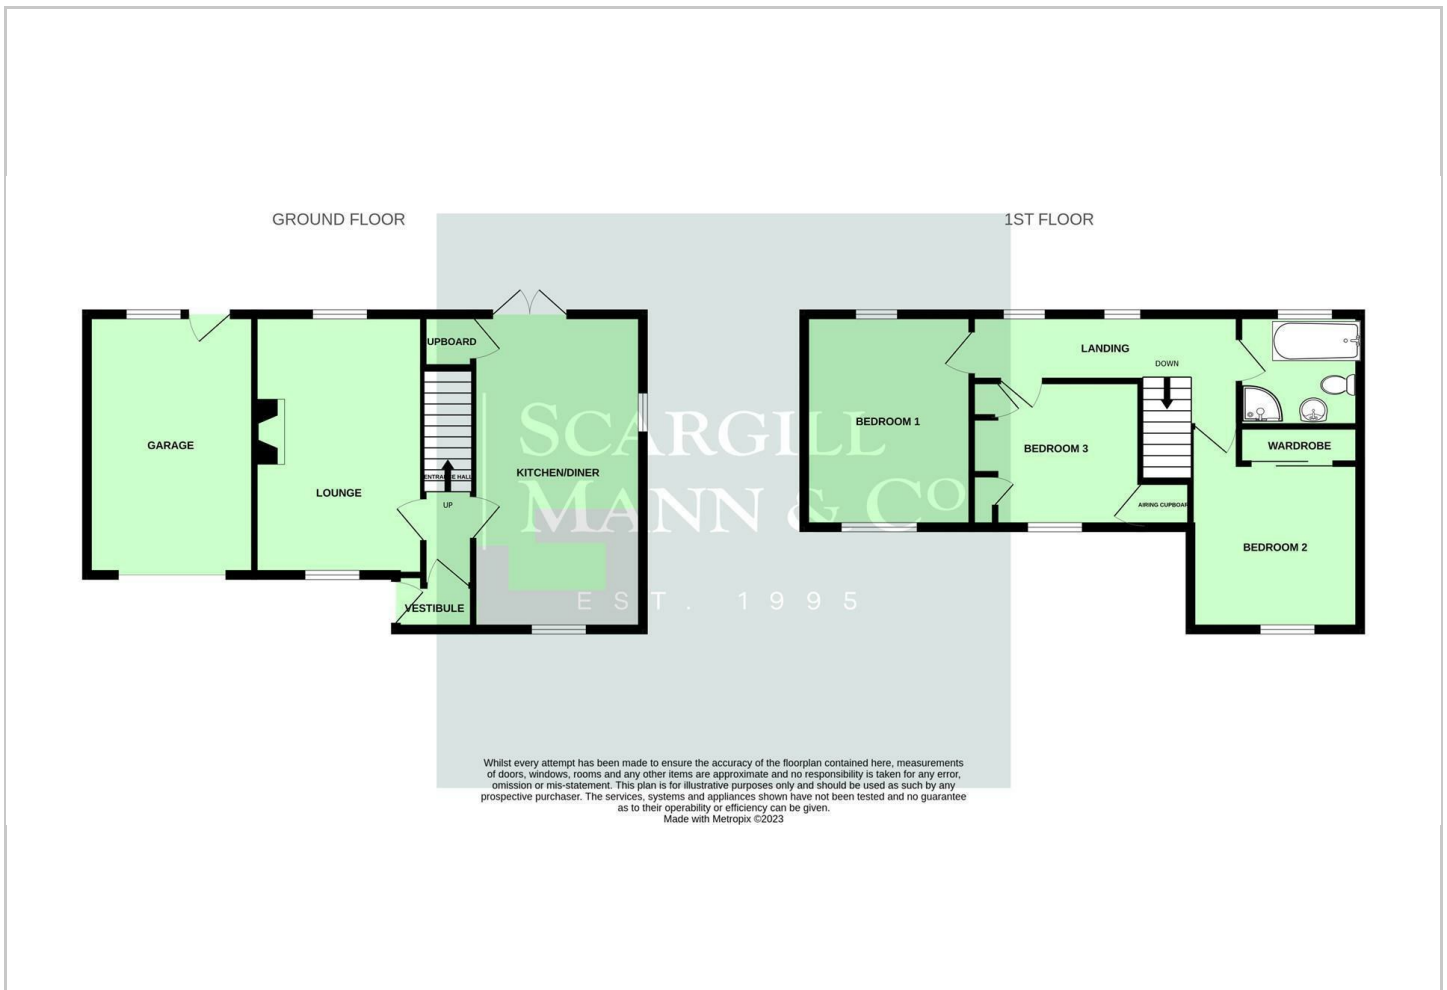 GROUND FLOOR
1ST FLOOR
UPBOARD
LANDING
DOWN
GARAGE
LOUNGE
ENTRANCE HALL
UP
KITCHEN/DINER
VESTIBULE
BEDROOM 1
BEDROOM 3
WARDROBE
AIRING CUPBOAR
BEDROOM 2
SCARGILL
MANN & CO
EST. 1995
Whilst every attempt has been made to ensure the accuracy of the floorplan contained here, measurements
of doors, windows, rooms and any other items are approximate and no responsibility is taken for any error,
omission or mis-statement. This plan is for illustrative purposes only and should be used as such by any
prospective purchaser. The services, systems and appliances shown have not been tested and no guarantee
as to their operability or efficiency can be given.
Made with Metropix ©2023